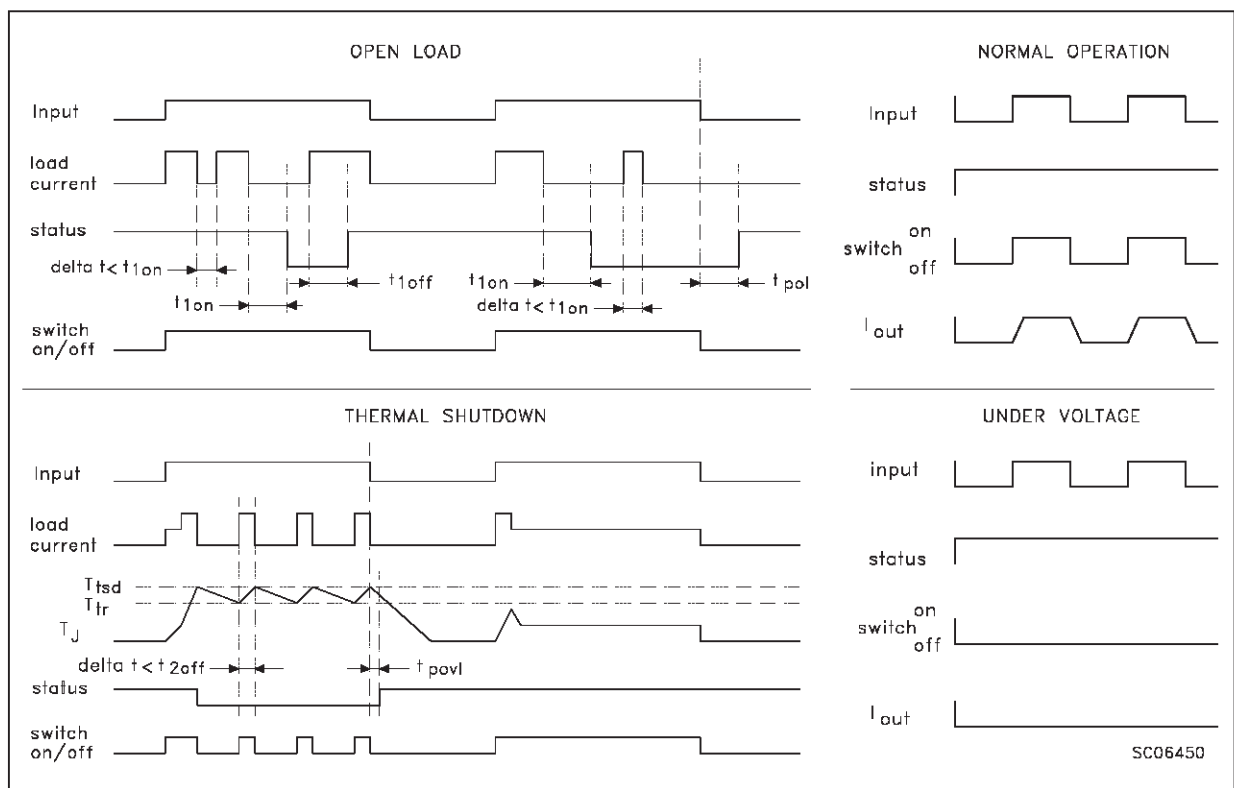 OPEN LOAD
Input
load
current
status
delta t< t1on
t1on
t1off
t1on
delta t< t1on
tpol
switch
on/off
NORMAL OPERATION
Input
status
switch on
off
Iout
THERMAL SHUTDOWN
Input
load
current
Ttsd
Ttr
TJ
delta t< t2off
tpovl
status
switch
on/off
UNDER VOLTAGE
input
status
switch on
off
Iout
SC06450